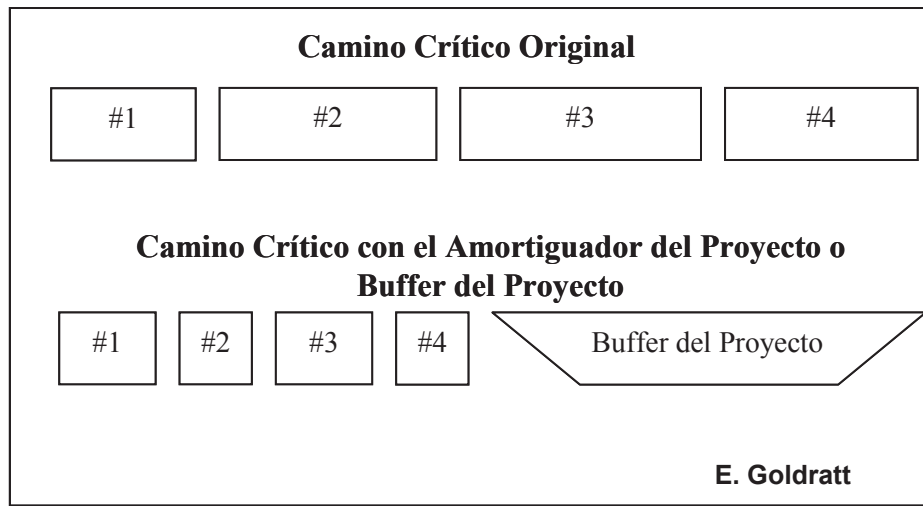 Camino Crítico Original
#1 #2 #3 #4
Camino Crítico con el Amortiguador del Proyecto o
Buffer del Proyecto
#1 #2 #3 #4 Buffer del Proyecto
E. Goldratt